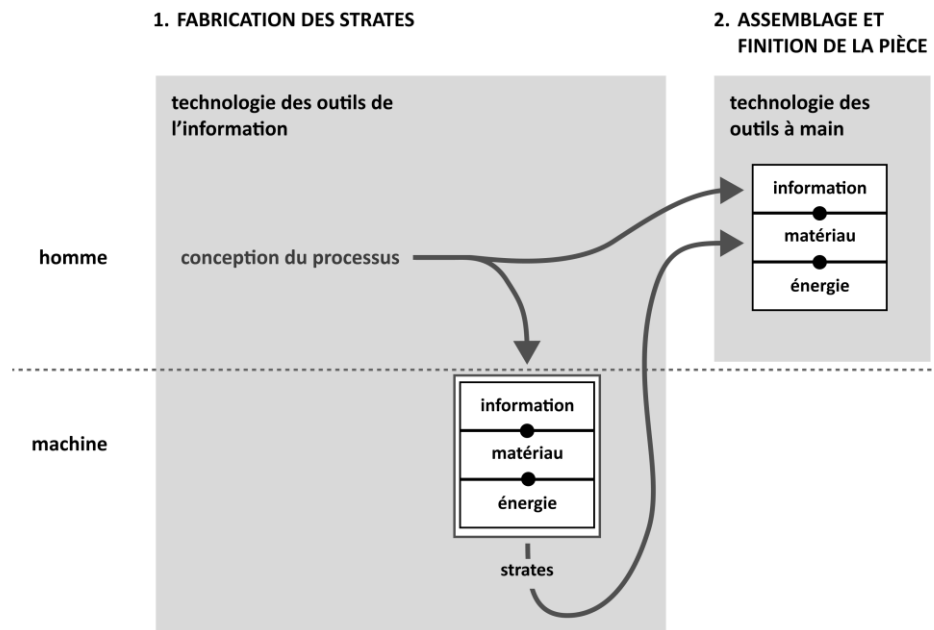 1. FABRICATION DES STRATES
2. ASSEMBLAGE ET
FINITION DE LA PIÈCE
technologie des outils de
l’information
technologie des
outils à main
information
matériau
énergie
homme
conception du processus
machine
information
matériau
énergie
strates